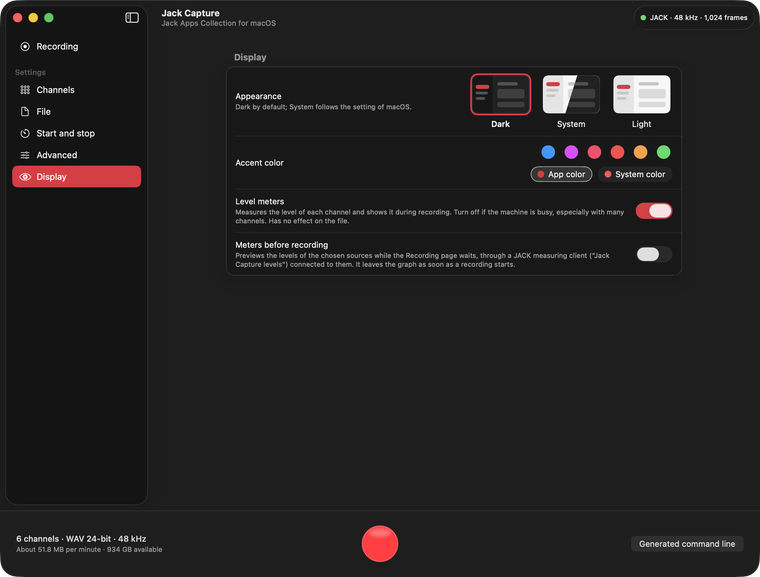 Jack Capture
Jack Apps Collection for macOS
JACK · 48 kHz · 1,024 frames
Recording
Settings
Channels
File
Start and stop
Advanced
Display
Display
Appearance
Dark by default; System follows the setting of macOS.
Dark
System
Light
Accent color
App color
System color
Level meters
Measures the level of each channel and shows it during recording. Turn off if the machine is busy, especially with many
channels. Has no effect on the file.
Meters before recording
Previews the levels of the chosen sources while the Recording page waits, through a JACK measuring client ("Jack
Capture levels") connected to them. It leaves the graph as soon as a recording starts.
6 channels · WAV 24-bit · 48 kHz
About 51.8 MB per minute · 934 GB available
Generated command line